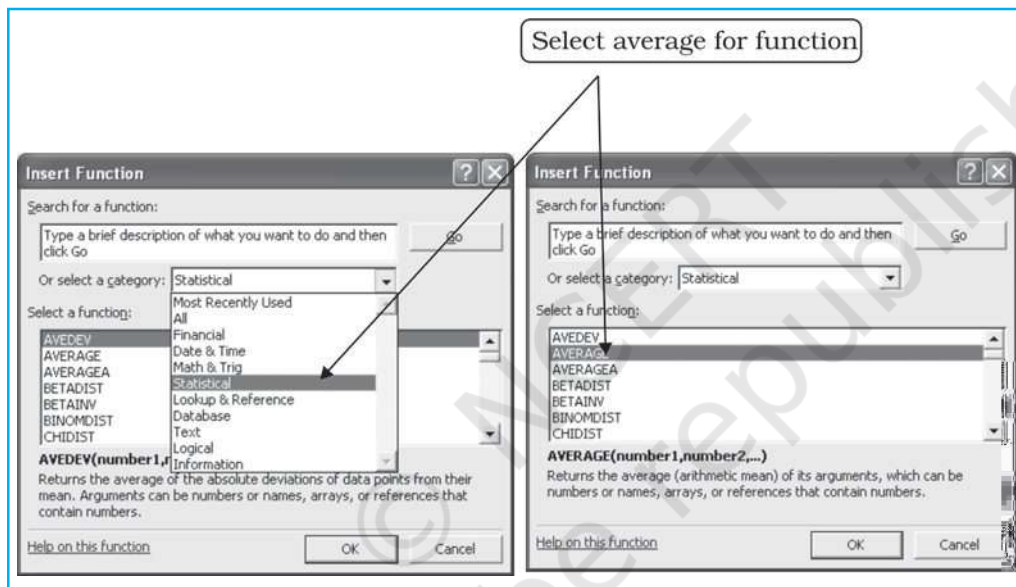 Select average for function
Insert Function
Search for a function:
Type a brief description of what you want to do and then
click Go
Go
Or select a category: Statistical
Most Recently Used
All
Financial
Date & Time
Math & Trig
Statistical
Lookup & Reference
Database
Text
Logical
Information
Select a function:
AVEDEV
AVERAGE
AVERAGEA
BETADIST
BETAINV
BINOMDIST
CHIDIST
AVEDEV(number1,
Returns the average of the absolute deviations of data points from their
mean. Arguments can be numbers or names, arrays, or references that
contain numbers.
Help on this function
OK
Cancel
Insert Function
Search for a function:
Type a brief description of what you want to do and then
click Go
Go
Or select a category: Statistical
Select a function:
AVEDEV
AVERAGE
AVERAGEA
BETADIST
BETAINV
BINOMDIST
CHIDIST
AVERAGE(number1,number2,...)
Returns the average (arithmetic mean) of its arguments, which can be
numbers or names, arrays, or references that contain numbers.
Help on this function
OK
Cancel
© NCERT
be republish